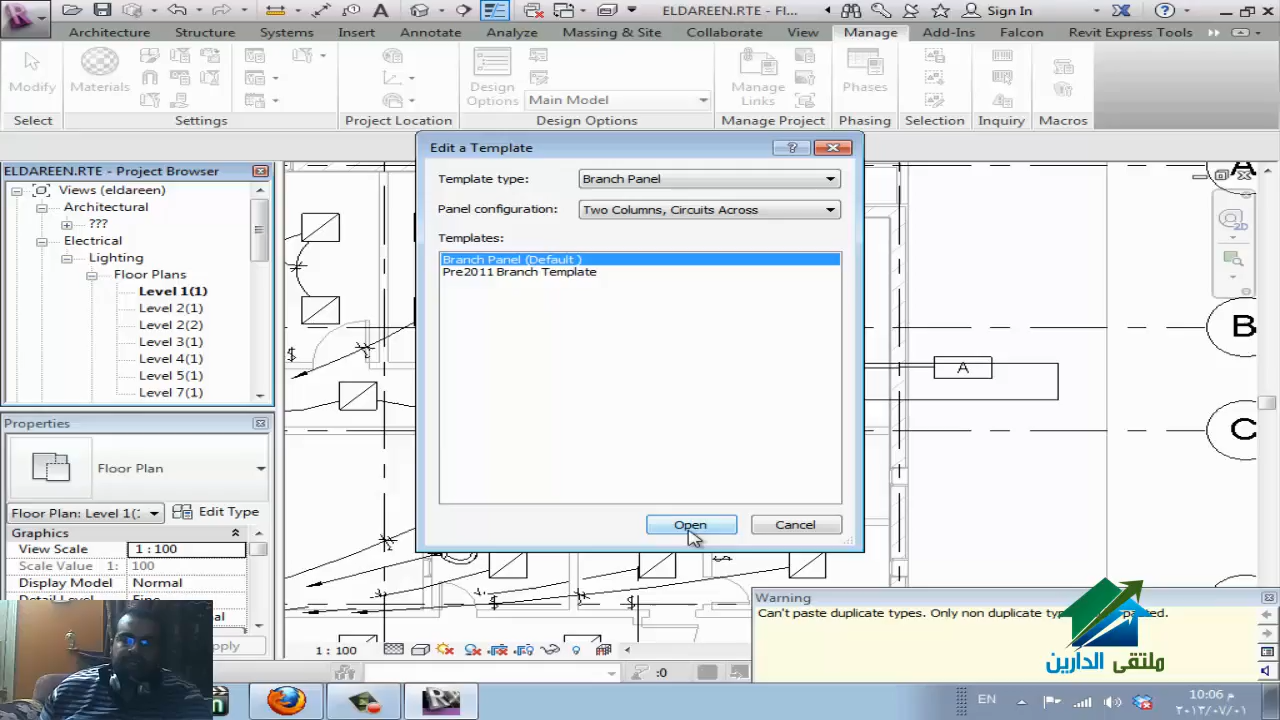 ELDAREEN.RTE - Fl...
Sign In
Architecture
Structure
Systems
Insert
Annotate
Analyze
Massing & Site
Collaborate
View
Manage
Add-Ins
Falcon
Revit Express Tools
Modify
Materials
Design
Options
Main Model
Manage
Links
Phases
Select
Settings
Project Location
Design Options
Manage Project
Phasing
Selection
Inquiry
Macros
ELDAREEN.RTE - Project Browser
Views (eldareen)
Architectural
???
Electrical
Lighting
Floor Plans
Level 1(1)
Level 2(1)
Level 2(2)
Level 3(1)
Level 4(1)
Level 5(1)
Level 7(1)
Properties
Floor Plan
Floor Plan: Level 1(
Edit Type
Graphics
View Scale
1 : 100
Scale Value 1:
100
Display Model
Normal
Edit a Template
Template type:
Branch Panel
Panel configuration:
Two Columns, Circuits Across
Templates:
Branch Panel (Default )
Pre2011 Branch Template
Open
Cancel
A
A
B
C
1 : 100
:0
Warning
Can't paste duplicate types. Only non duplicate
ملتقى الدارين
EN
10:06 م
٢٠١٣/٠٧/٠١